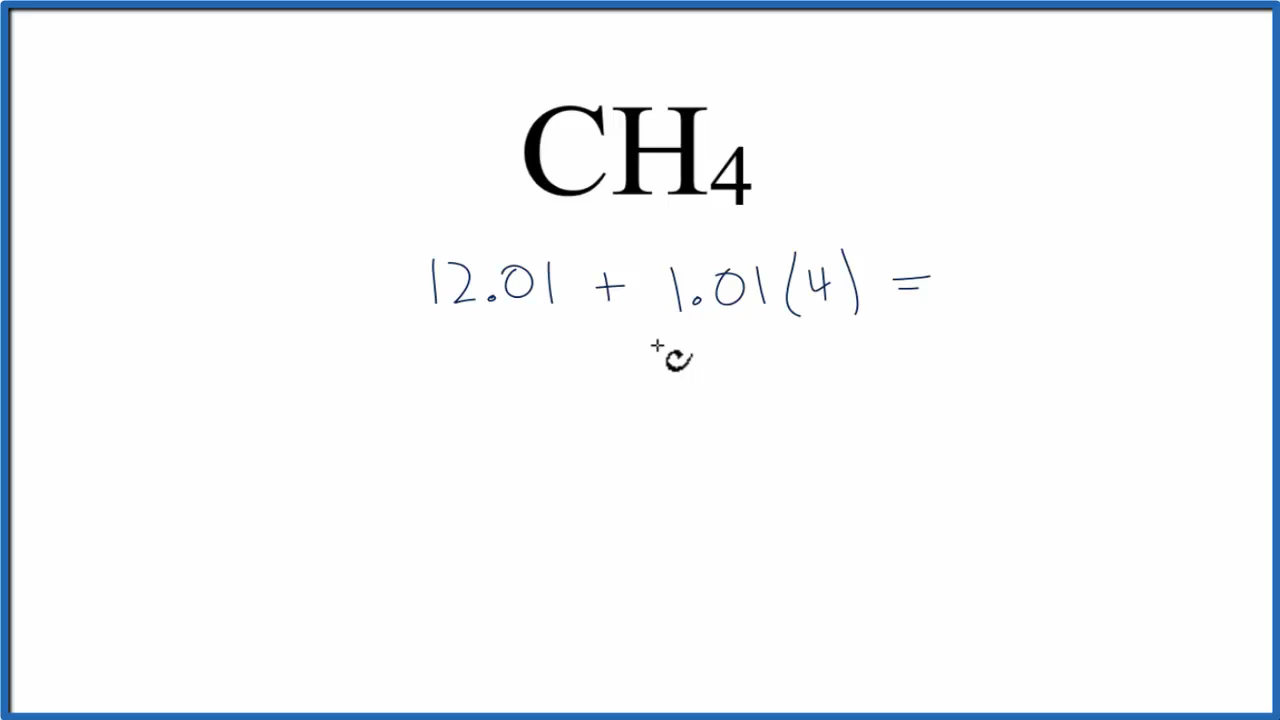 CH₄
12.01 + 1.01(4) =